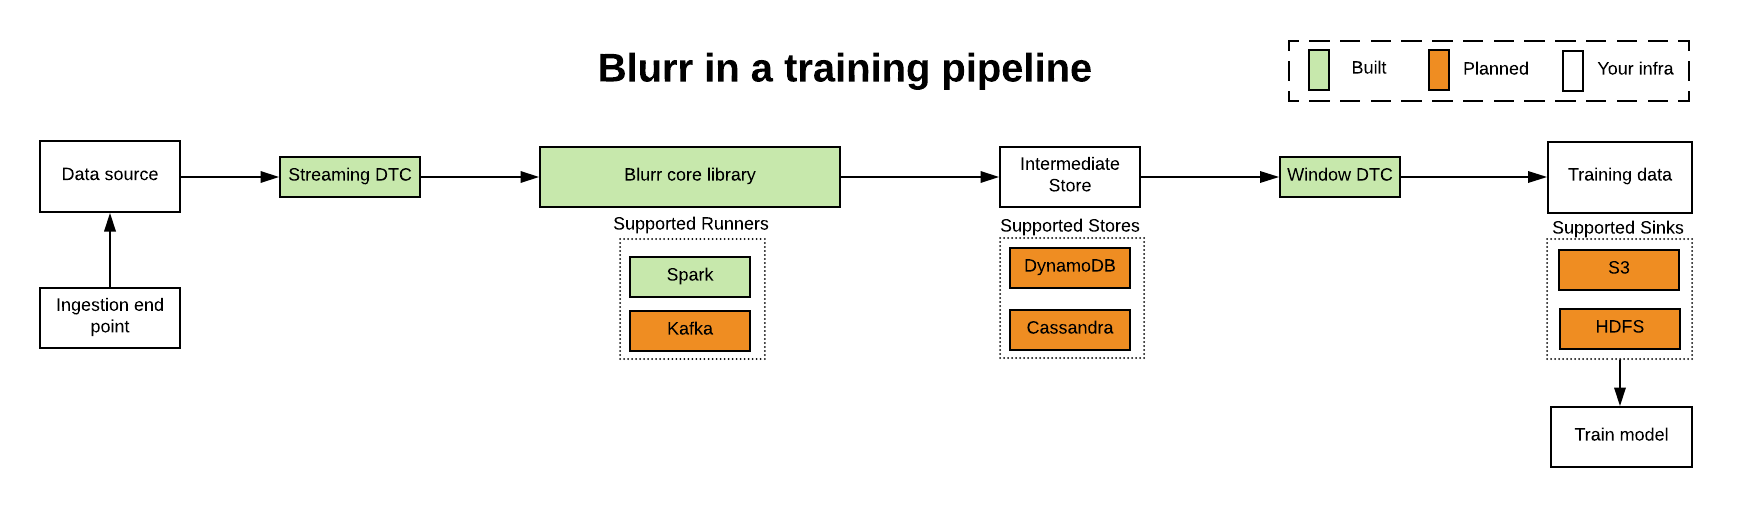 Blurr in a training pipeline
Built
Planned
Your infra
Data source
Streaming DTC
Blurr core library
Intermediate
Store
Window DTC
Training data
Supported Runners
Supported Stores
Supported Sinks
Spark
DynamoDB
S3
Ingestion end
point
Kafka
Cassandra
HDFS
Train model